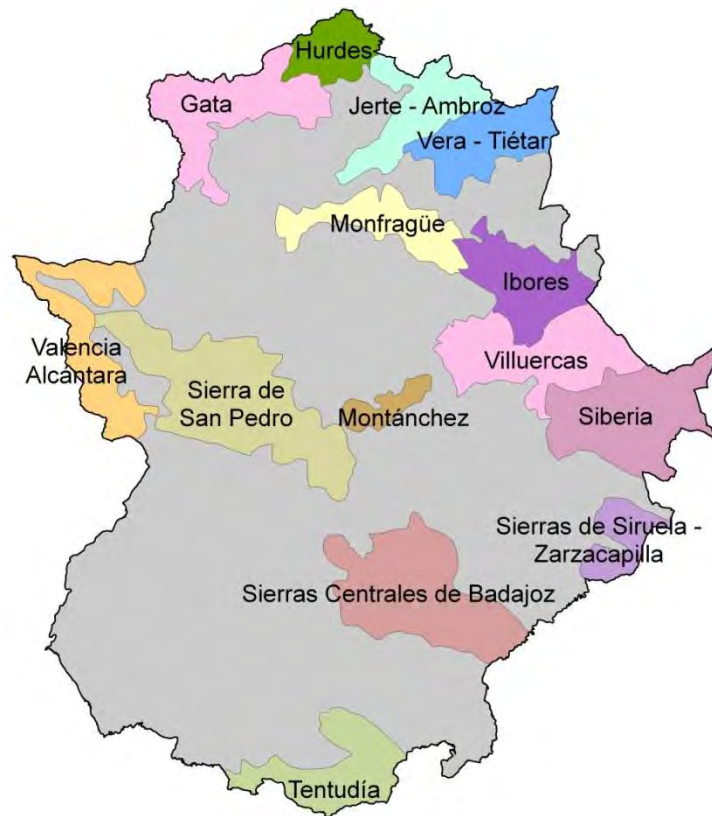 Hurdes
Gata
Jerte - Ambroz
Vera - Tiétar
Monfragüe
Ibores
Valencia
Alcántara
Villuercas
Sierra de
San Pedro
Montánchez
Siberia
Sierras de Siruela -
Zarzacapilla
Sierras Centrales de Badajoz
Tentudía